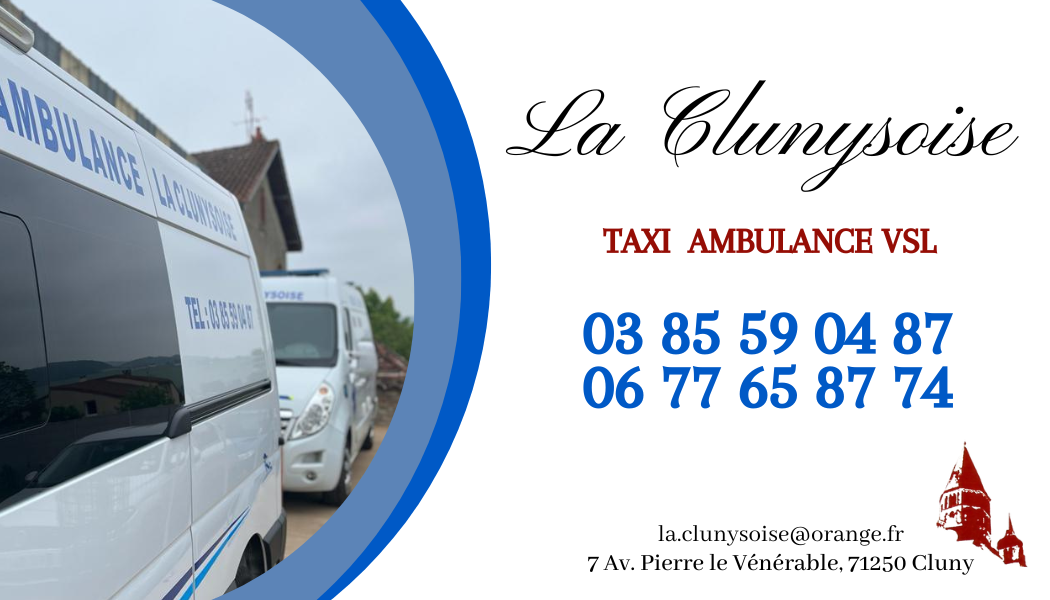 AMBULANCE
LA CLUNYSOISE
TEL : 03 85 59 04 87
YSOISE
La Clunysoise
TAXI AMBULANCE VSL
03 85 59 04 87
06 77 65 87 74
la.clunysoise@orange.fr
7 Av. Pierre le Vénérable, 71250 Cluny